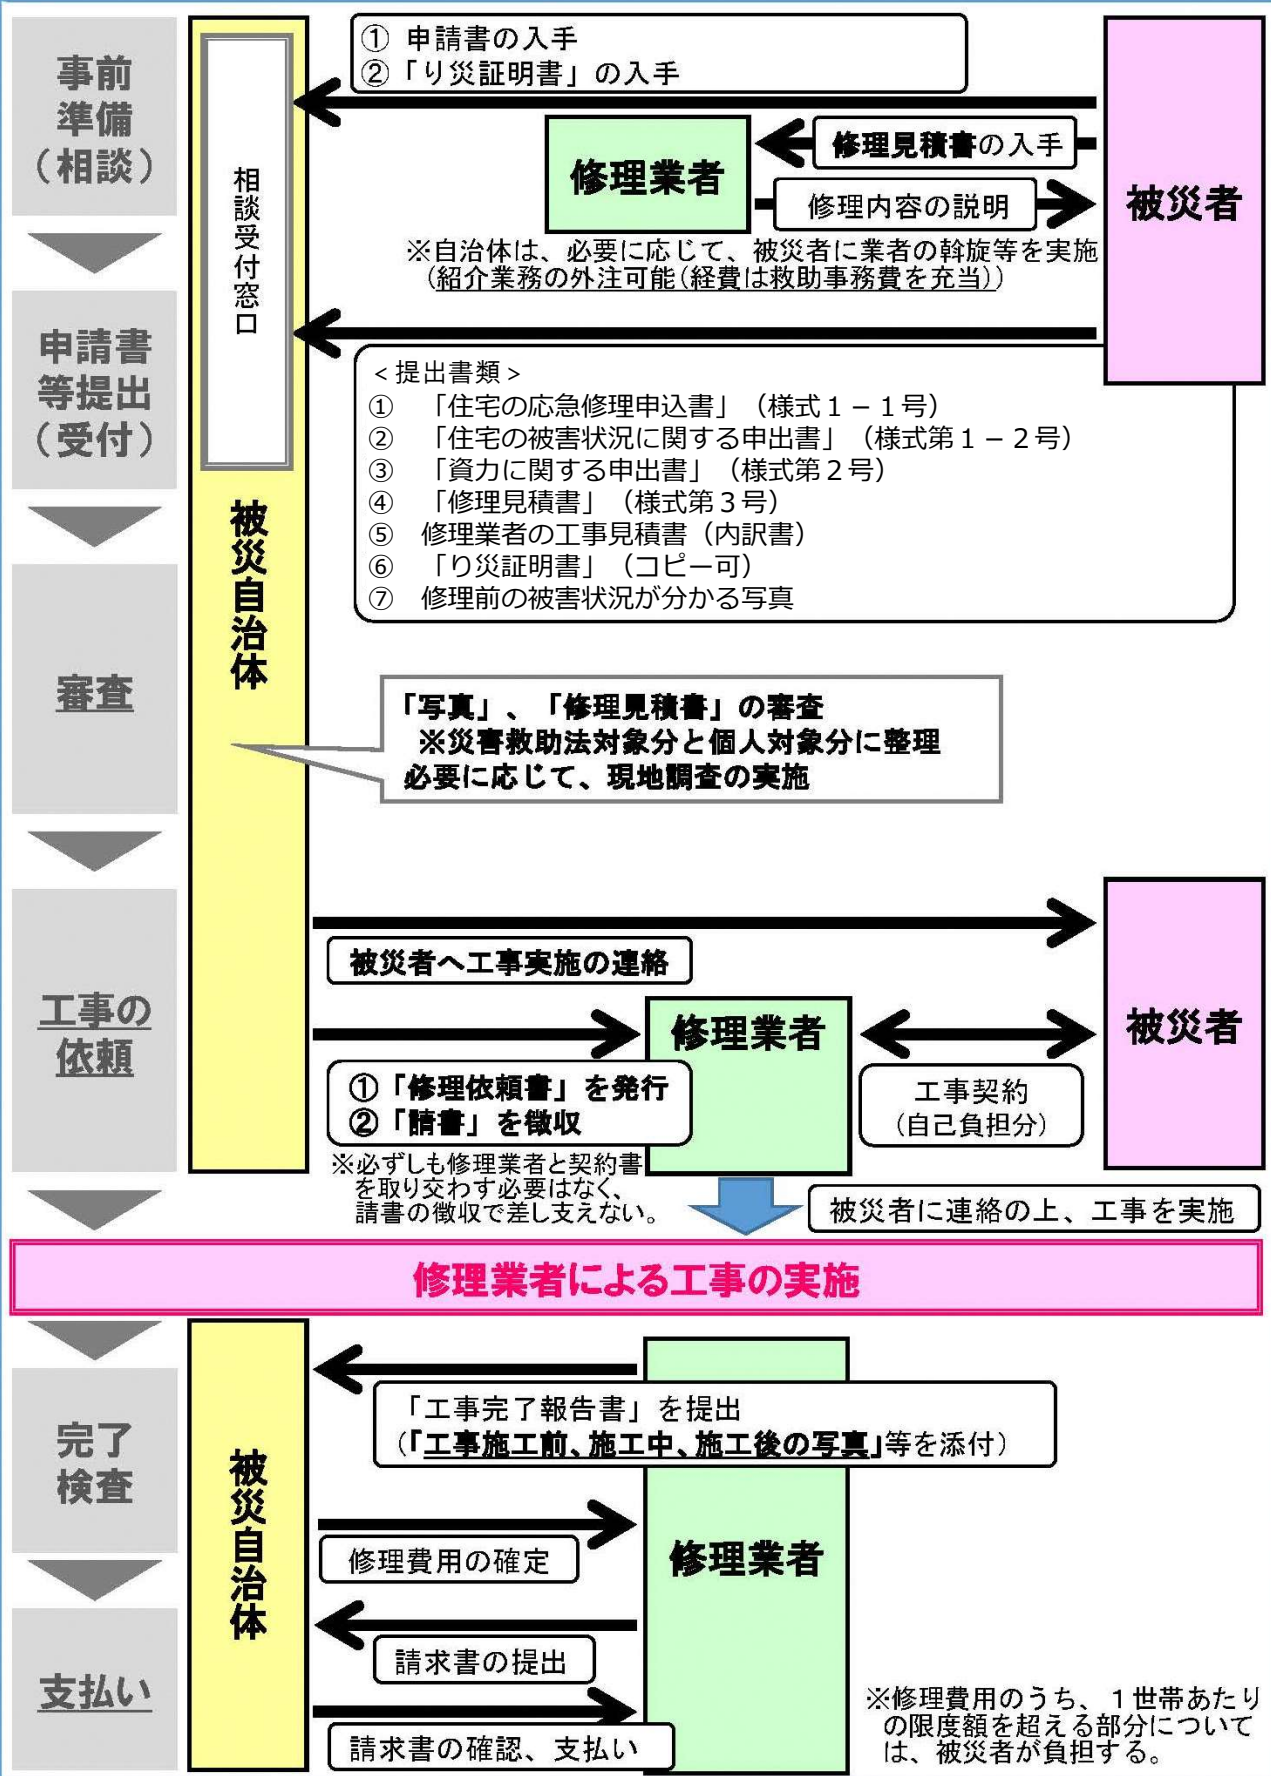 事前
準備
（相談）
① 申請書の入手
②「り災証明書」の入手
修理見積書の入手
修理業者
修理内容の説明
被災者
相談受付窓口
※自治体は、必要に応じて、被災者に業者の斡旋等を実施
（紹介業務の外注可能（経費は救助事務費を充当））
申請書
等提出
（受付）
＜提出書類＞
① 「住宅の応急修理申込書」（様式１－１号）
② 「住宅の被害状況に関する申出書」（様式第１－２号）
③ 「資力に関する申出書」（様式第２号）
④ 「修理見積書」（様式第３号）
⑤ 修理業者の工事見積書（内訳書）
⑥ 「り災証明書」（コピー可）
⑦ 修理前の被害状況が分かる写真
被災自治体
審査
「写真」、「修理見積書」の審査
※災害救助法対象分と個人対象分に整理
必要に応じて、現地調査の実施
工事の
依頼
被災者へ工事実施の連絡
修理業者
被災者
①「修理依頼書」を発行
②「請書」を徴収
工事契約
（自己負担分）
※必ずしも修理業者と契約書
を取り交わす必要はなく、
請書の徴収で差し支えない。
被災者に連絡の上、工事を実施
修理業者による工事の実施
完了
検査
「工事完了報告書」を提出
（「工事施工前、施工中、施工後の写真」等を添付）
被災自治体
修理費用の確定
修理業者
請求書の提出
支払い
請求書の確認、支払い
※修理費用のうち、１世帯あたり
の限度額を超える部分について
は、被災者が負担する。